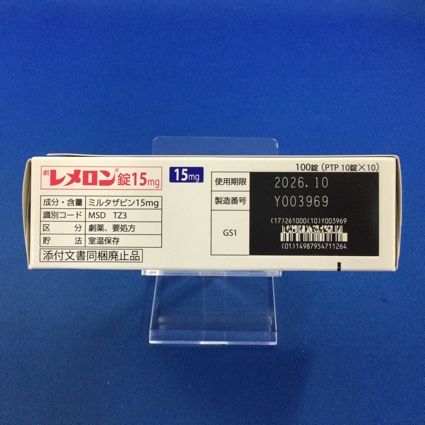 劇 レメロン®錠15mg
15mg
成分・含量 ミルタザピン15mg
識別コード MSD TZ3
区 分 劇薬、要処方
貯 法 室温保存
添付文書同梱廃止品
100錠（PTP 10錠×10）
使用期限 2026.10
製造番号 Y003969
GS1
(17)261000(10)Y003969
(01)14987954711264